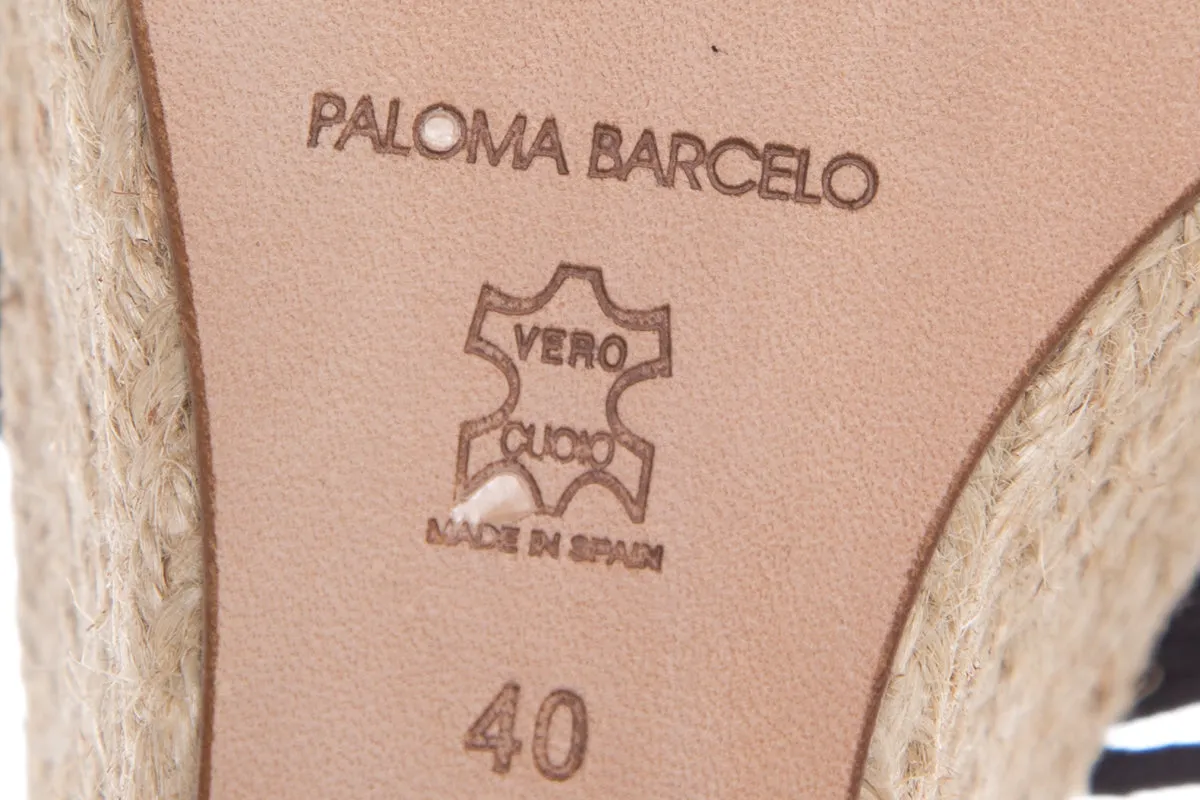 PALOMA BARCELO
VERO
CUOIO
MADE IN SPAIN
40